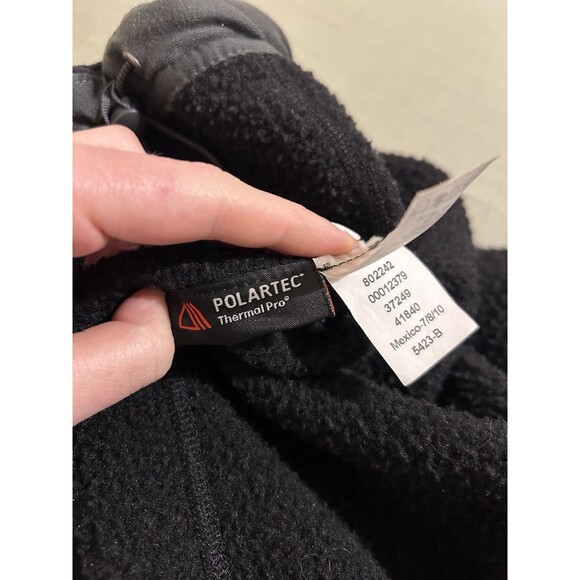 POLARTEC®
Thermal Pro®
802242
00012379
37249
41840
Mexico-7/8/10
5423-B